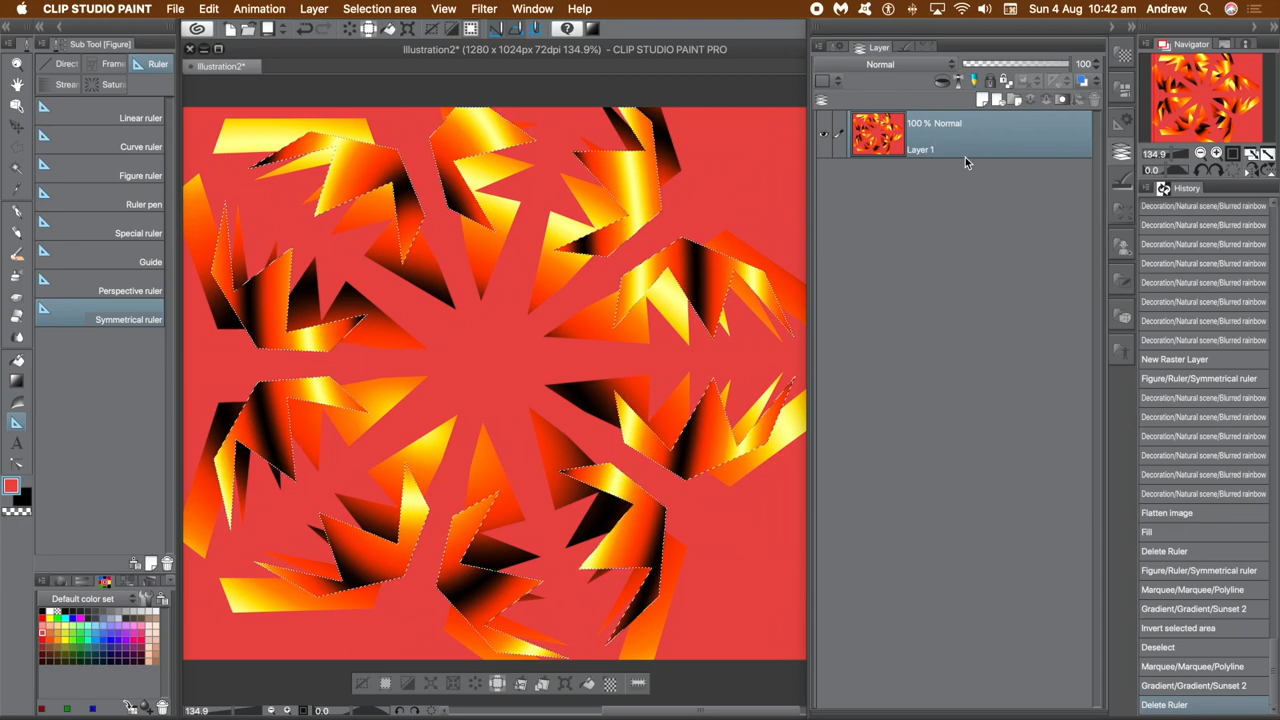 CLIP STUDIO PAINT File Edit Animation Layer Selection area View Filter Window Help
Sun 4 Aug 10:42 am Andrew
Illustration2* (1280 x 1024px 72dpi 134.9%) - CLIP STUDIO PAINT PRO
Illustration2*
Sub Tool [Figure]
Direct
Frame
Ruler
Strear
Satura
Linear ruler
Curve ruler
Figure ruler
Ruler pen
Special ruler
Guide
Perspective ruler
Symmetrical ruler
Default color set
134.9
0.0
Layer
Normal
100
100 % Normal
Layer 1
Navigator
134.9
0.0
History
Decoration/Natural scene/Blurred rainbow
Decoration/Natural scene/Blurred rainbow
Decoration/Natural scene/Blurred rainbow
Decoration/Natural scene/Blurred rainbow
Decoration/Natural scene/Blurred rainbow
Decoration/Natural scene/Blurred rainbow
Decoration/Natural scene/Blurred rainbow
Decoration/Natural scene/Blurred rainbow
New Raster Layer
Figure/Ruler/Symmetrical ruler
Decoration/Natural scene/Blurred rainbow
Decoration/Natural scene/Blurred rainbow
Decoration/Natural scene/Blurred rainbow
Decoration/Natural scene/Blurred rainbow
Decoration/Natural scene/Blurred rainbow
Decoration/Natural scene/Blurred rainbow
Flatten image
Fill
Delete Ruler
Figure/Ruler/Symmetrical ruler
Marquee/Marquee/Polyline
Gradient/Gradient/Sunset 2
Invert selected area
Deselect
Marquee/Marquee/Polyline
Gradient/Gradient/Sunset 2
Delete Ruler